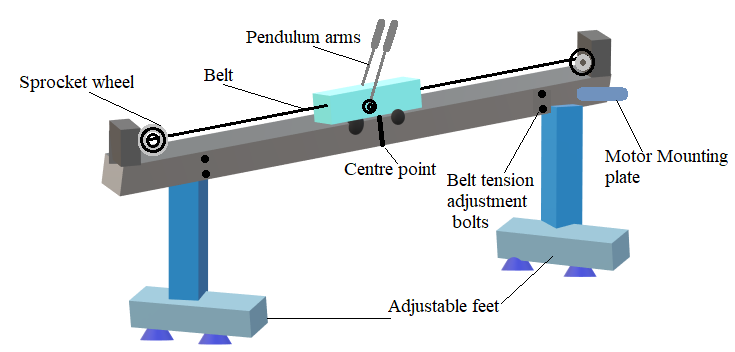 Pendulum arms
Sprocket wheel
Belt
Centre point
Belt tension
adjustment
bolts
Motor Mounting
plate
Adjustable feet